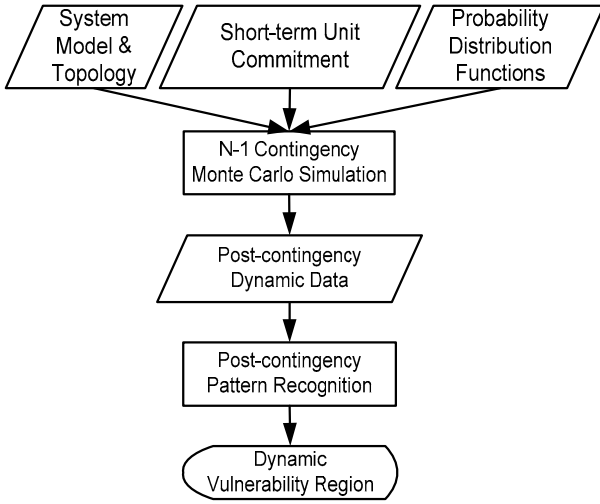 System
Model &
Topology
Short-term Unit
Commitment
Probability
Distribution
Functions
N-1 Contingency
Monte Carlo Simulation
Post-contingency
Dynamic Data
Post-contingency
Pattern Recognition
Dynamic
Vulnerability Region